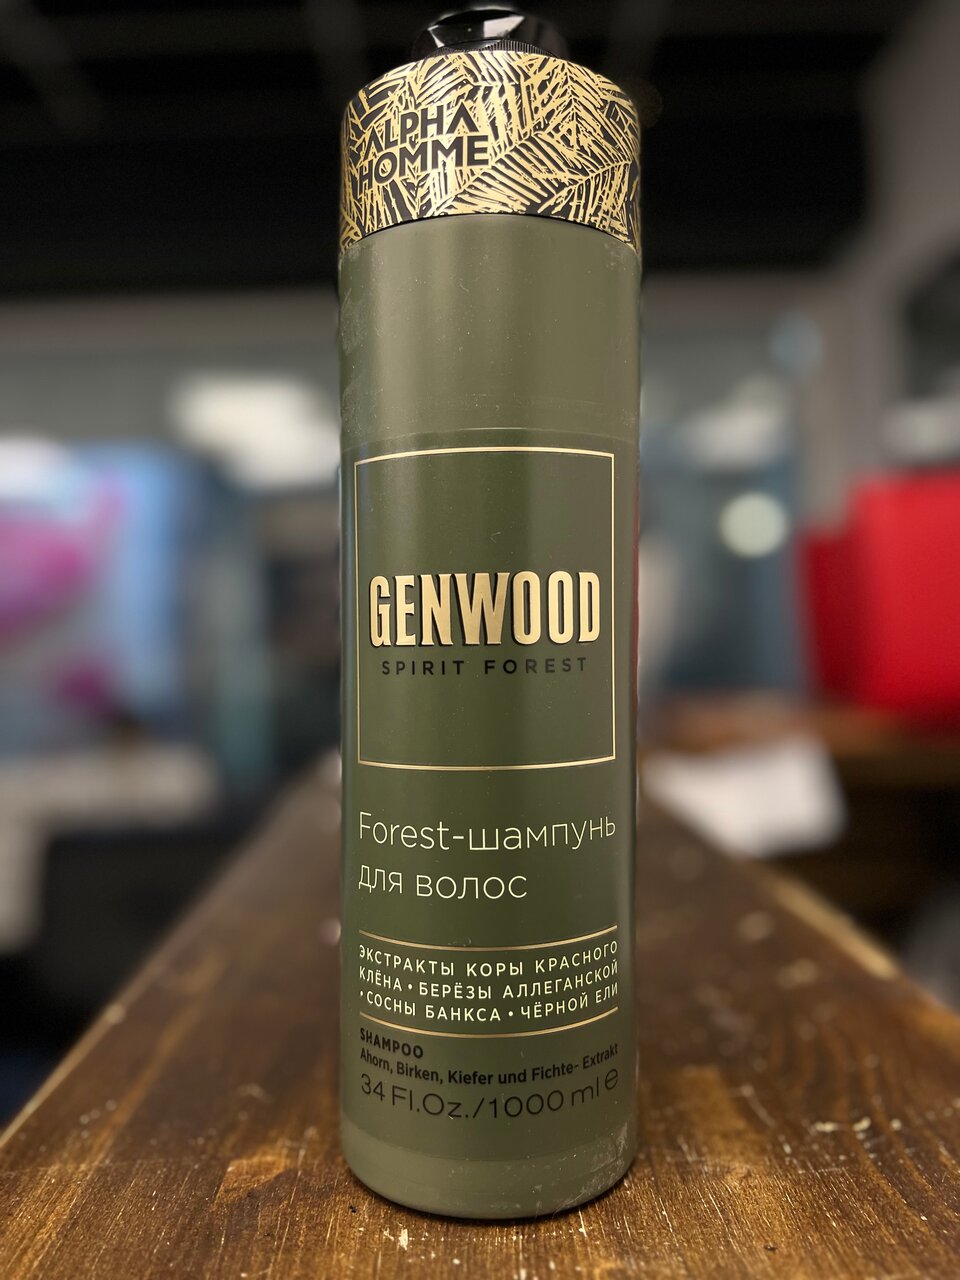 ALPHA
HOMME
GENWOOD
SPIRIT FOREST
Forest-шампунь
для волос
ЭКСТРАКТЫ КОРЫ КРАСНОГО
КЛЁНА • БЕРЁЗЫ АЛЛЕГАНСКОЙ
• СОСНЫ БАНКСА • ЧЁРНОЙ ЕЛИ
SHAMPOO
Ahorn, Birken, Kiefer und Fichte- Extrakt
34 Fl.Oz./1000 ml ℮